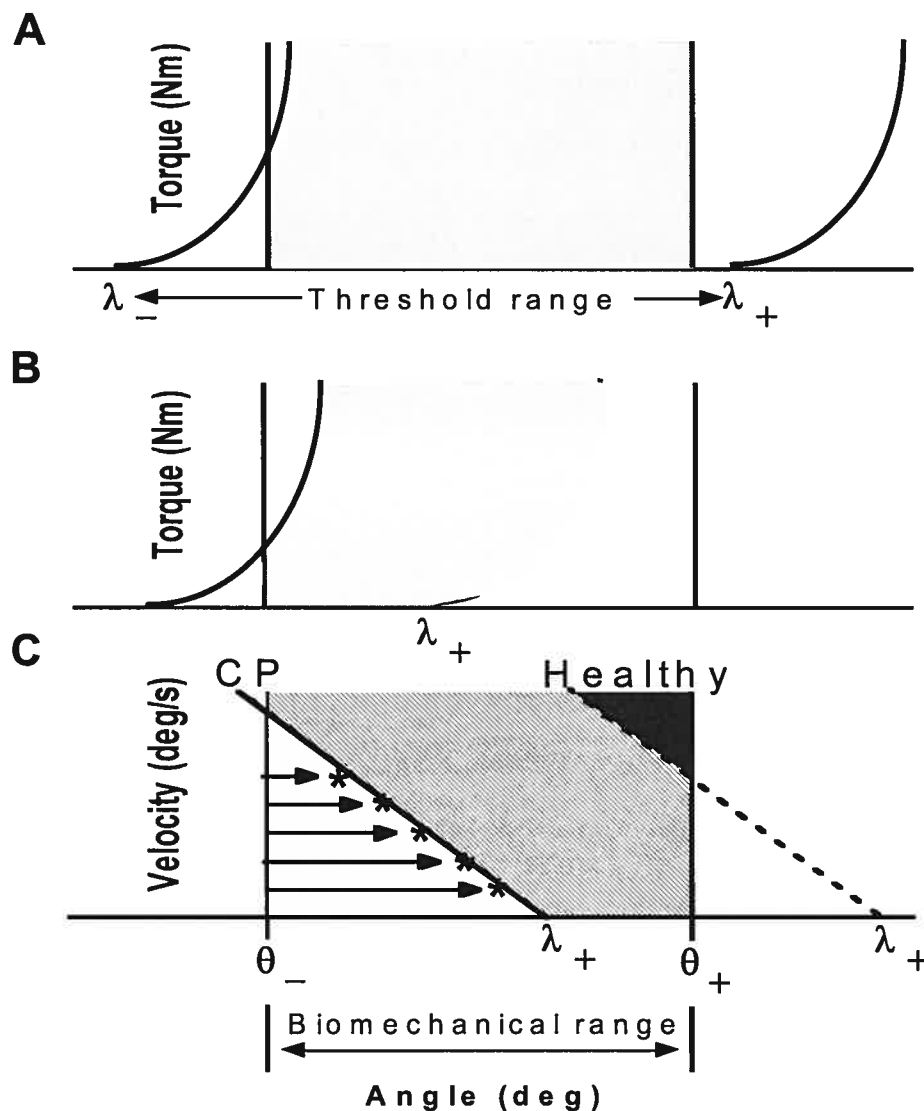 A
Torque (Nm)
λ− Threshold range λ+
B
Torque (Nm)
λ+
C
CP Healthy
Velocity (deg/s)
* * * * *
λ+ λ+
θ− θ+
Biomechanical range
Angle (deg)